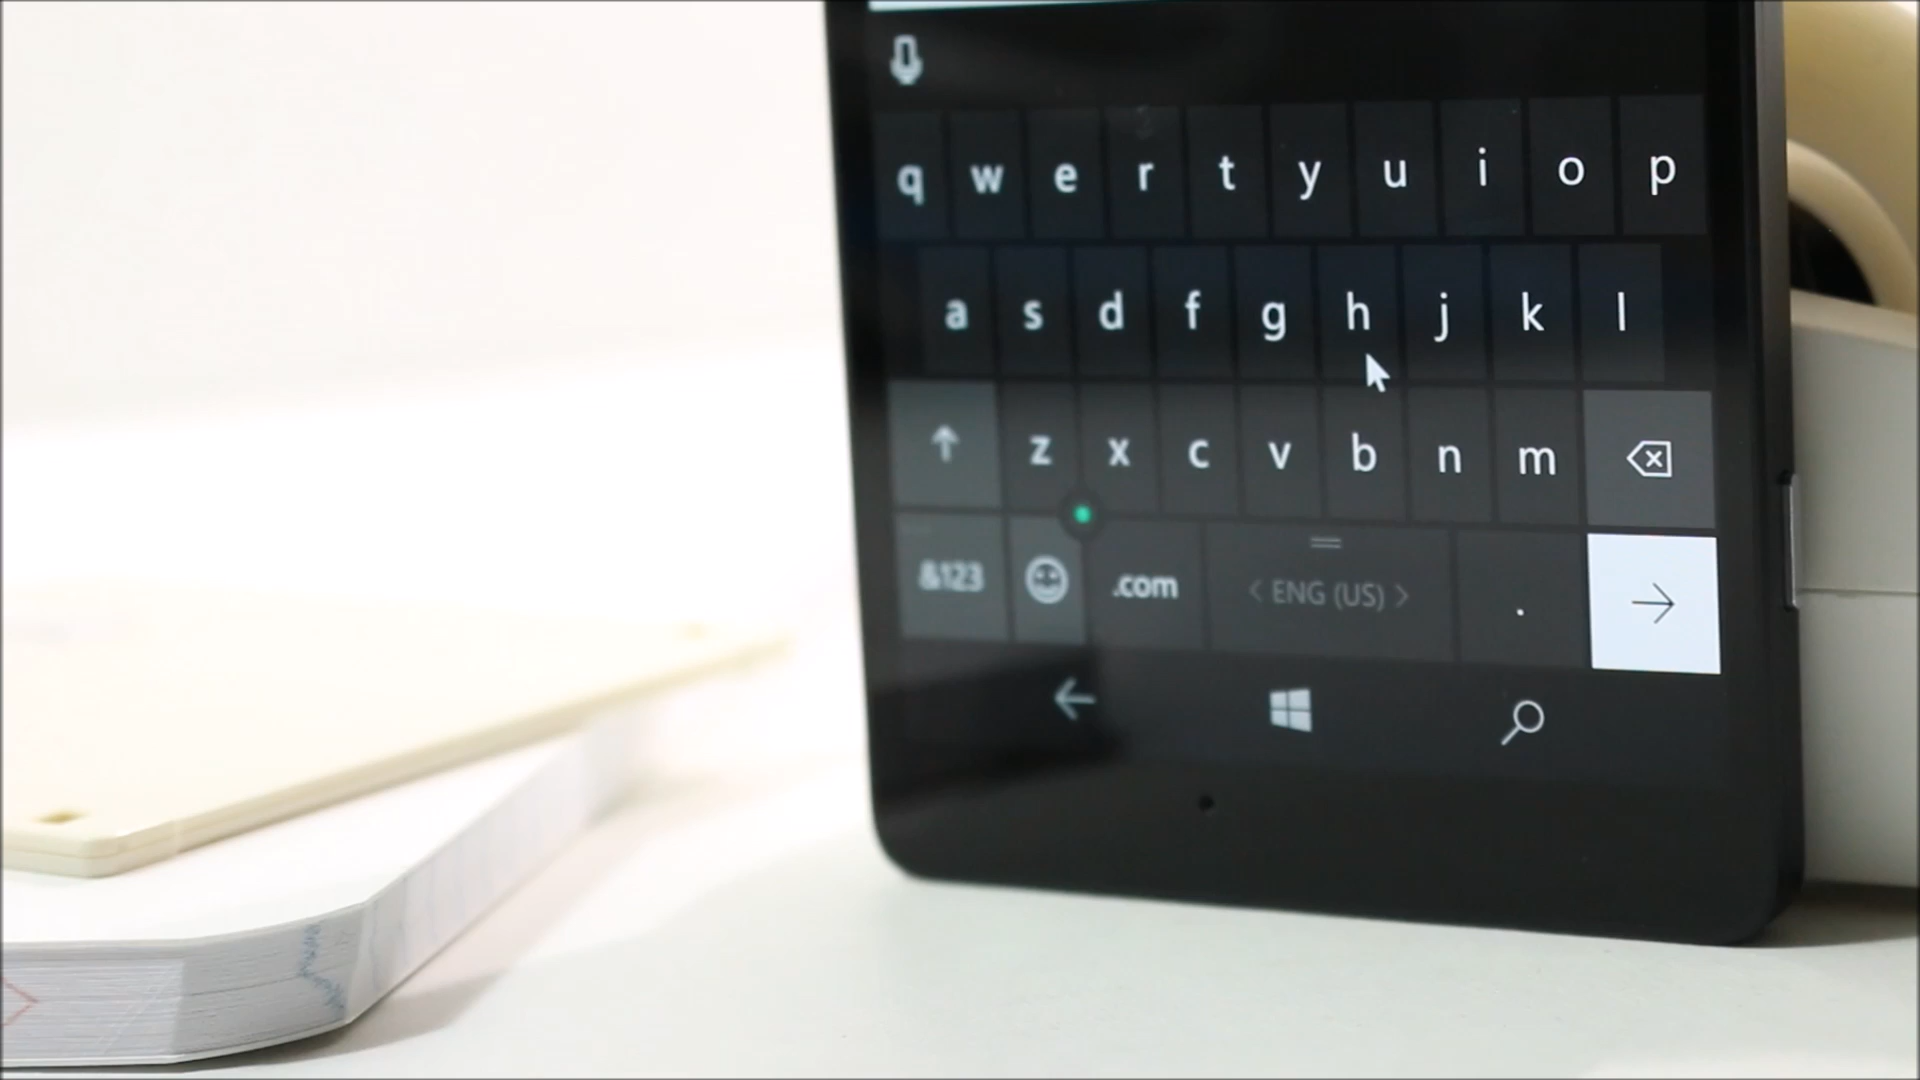 q w e r t y u i o p
a s d f g h j k l
z x c v b n m
&123 .com < ENG (US) > .